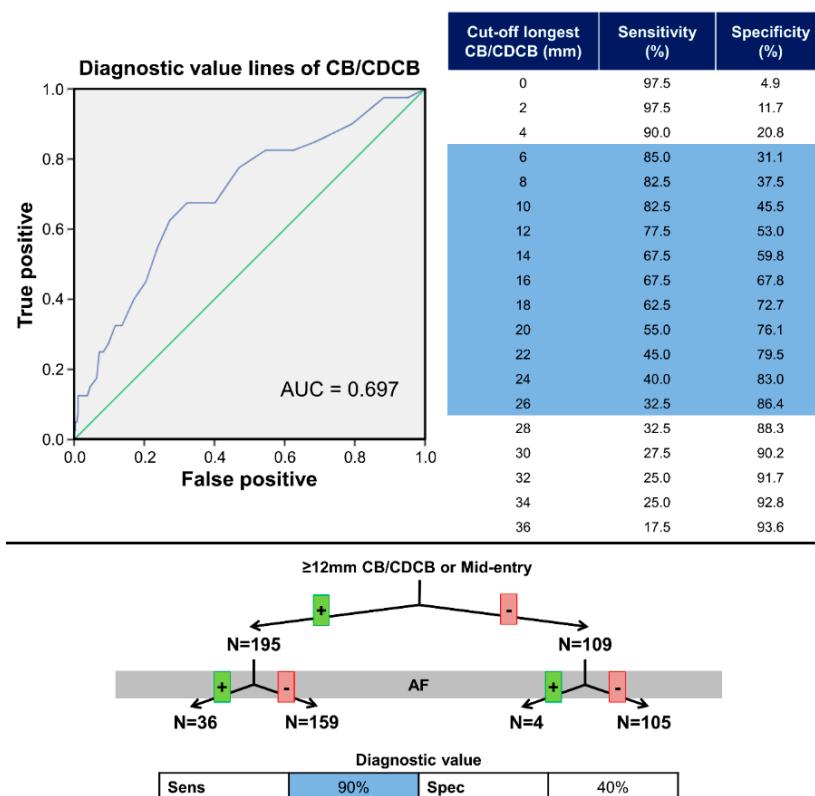 Diagnostic value lines of CB/CDCB
1.0
0.8
0.6
0.4
0.2
0.0
0.0 0.2 0.4 0.6 0.8 1.0
True positive
False positive
AUC = 0.697
Cut-off longest CB/CDCB (mm) Sensitivity (%) Specificity (%)
0 97.5 4.9
2 97.5 11.7
4 90.0 20.8
6 85.0 31.1
8 82.5 37.5
10 82.5 45.5
12 77.5 53.0
14 67.5 59.8
16 67.5 67.8
18 62.5 72.7
20 55.0 76.1
22 45.0 79.5
24 40.0 83.0
26 32.5 86.4
28 32.5 88.3
30 27.5 90.2
32 25.0 91.7
34 25.0 92.8
36 17.5 93.6
≥12mm CB/CDCB or Mid-entry
+ -
N=195 N=109
+ - AF + -
N=36 N=159 N=4 N=105
Diagnostic value
Sens 90% Spec 40%